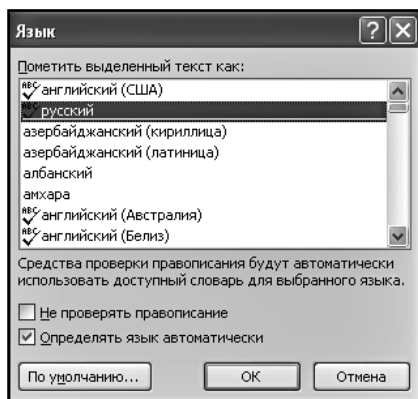 Язык
Пометить выделенный текст как:
английский (США)
русский
азербайджанский (кириллица)
азербайджанский (латиница)
албанский
амхара
английский (Австралия)
английский (Белиз)
Средства проверки правописания будут автоматически
использовать доступный словарь для выбранного языка.
Не проверять правописание
Определять язык автоматически
По умолчанию... ОК Отмена